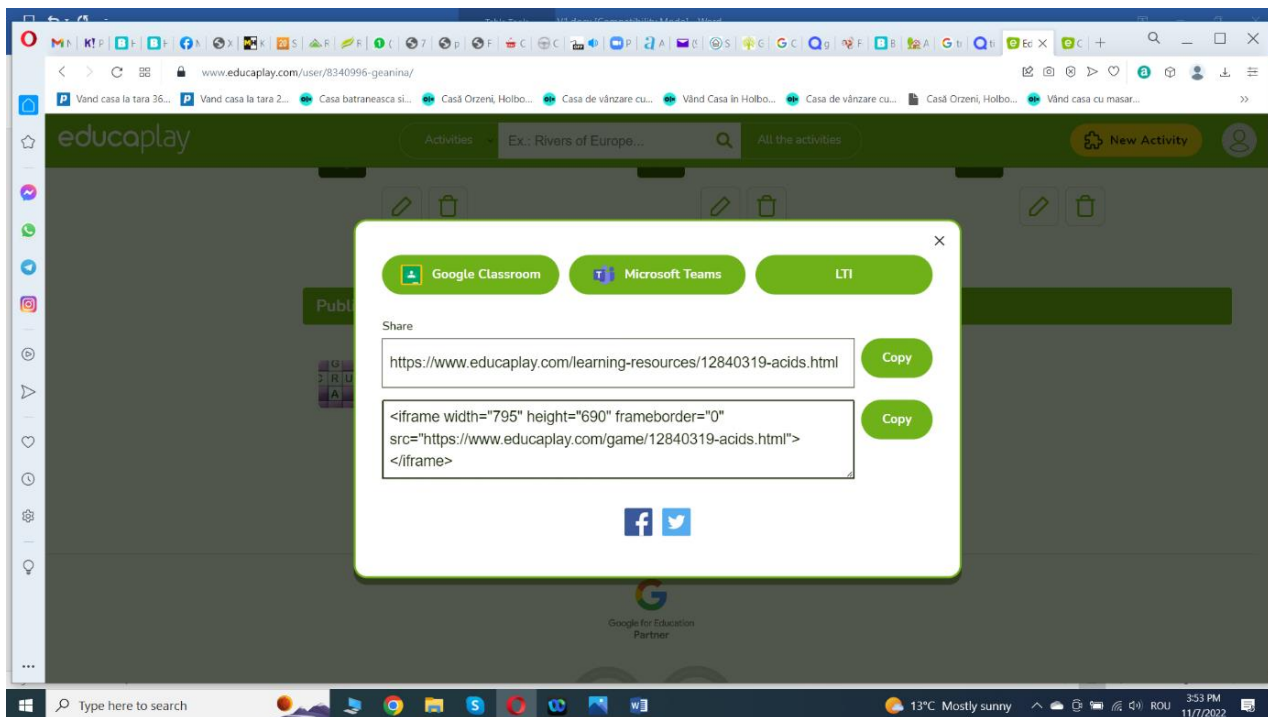 www.educaplay.com/user/8340996-geanina/
Vand casa la tara 36... Vand casa la tara 2... Casa batraneasca si... Casă Orzeni, Holbo... Casa de vânzare cu... Vând Casa in Holbo... Casa de vânzare cu... Casă Orzeni, Holbo... Vând casa cu masar...
educaplay Activities Ex.: Rivers of Europe... All the activities New Activity
Google Classroom Microsoft Teams LTI
Publi
Share
https://www.educaplay.com/learning-resources/12840319-acids.html Copy
<iframe width="795" height="690" frameborder="0"
src="https://www.educaplay.com/game/12840319-acids.html">
</iframe>
Copy
Google for Education
Partner
Type here to search 13°C Mostly sunny ROU 3:53 PM
11/7/2022